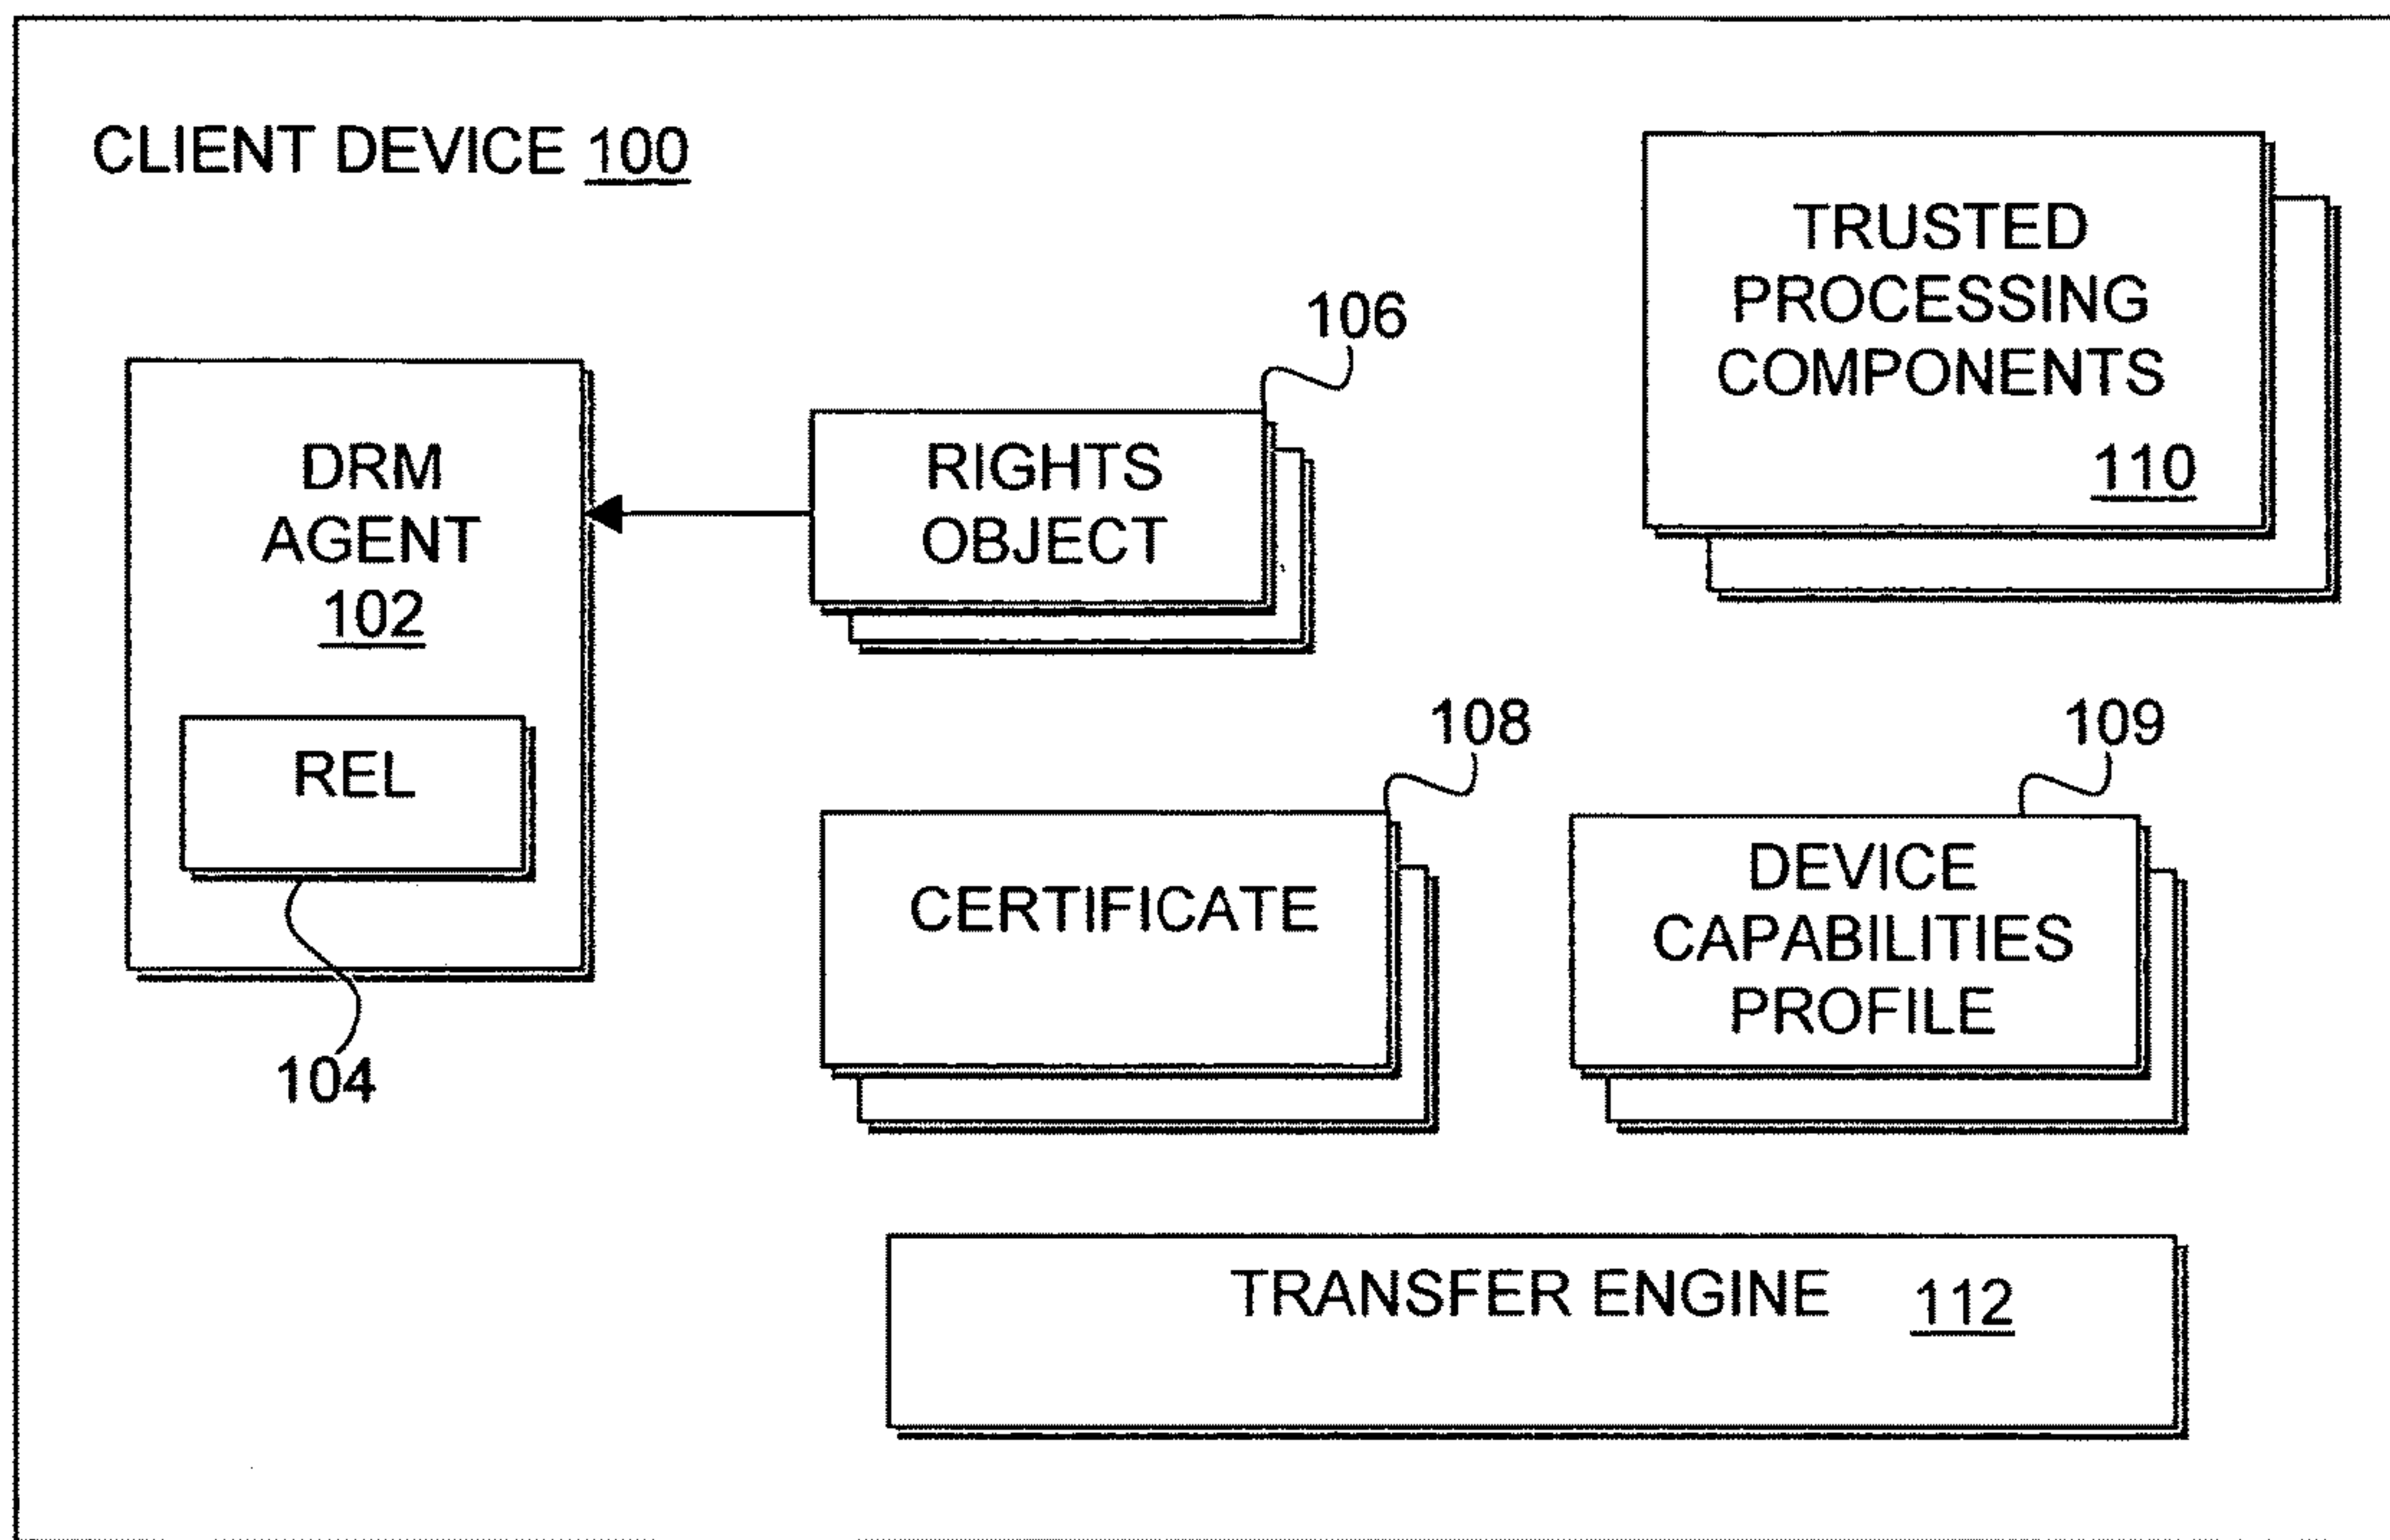 CLIENT DEVICE 100
TRUSTED
PROCESSING
COMPONENTS
110
106
DRM
AGENT
102
RIGHTS
OBJECT
REL
104
108
CERTIFICATE
109
DEVICE
CAPABILITIES
PROFILE
TRANSFER ENGINE 112